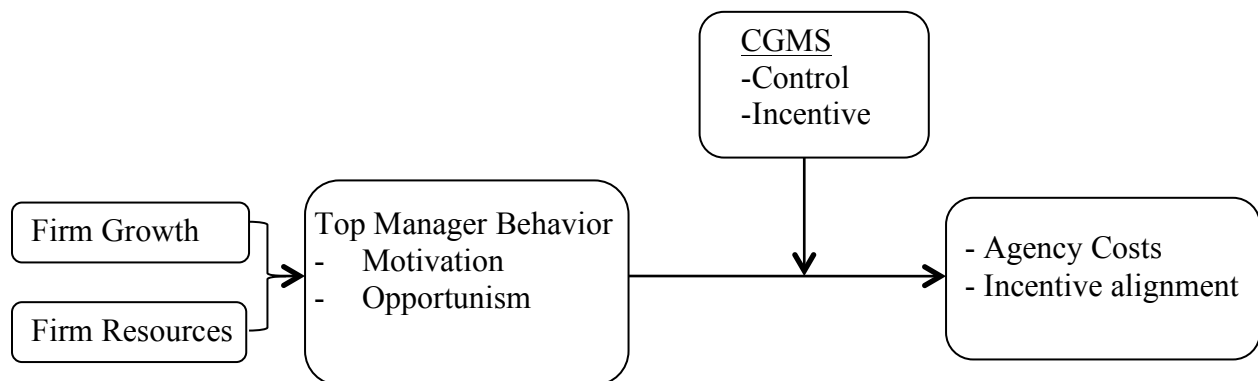 CGMS
-Control
-Incentive
Firm Growth
Firm Resources
Top Manager Behavior
- Motivation
- Opportunism
- Agency Costs
- Incentive alignment